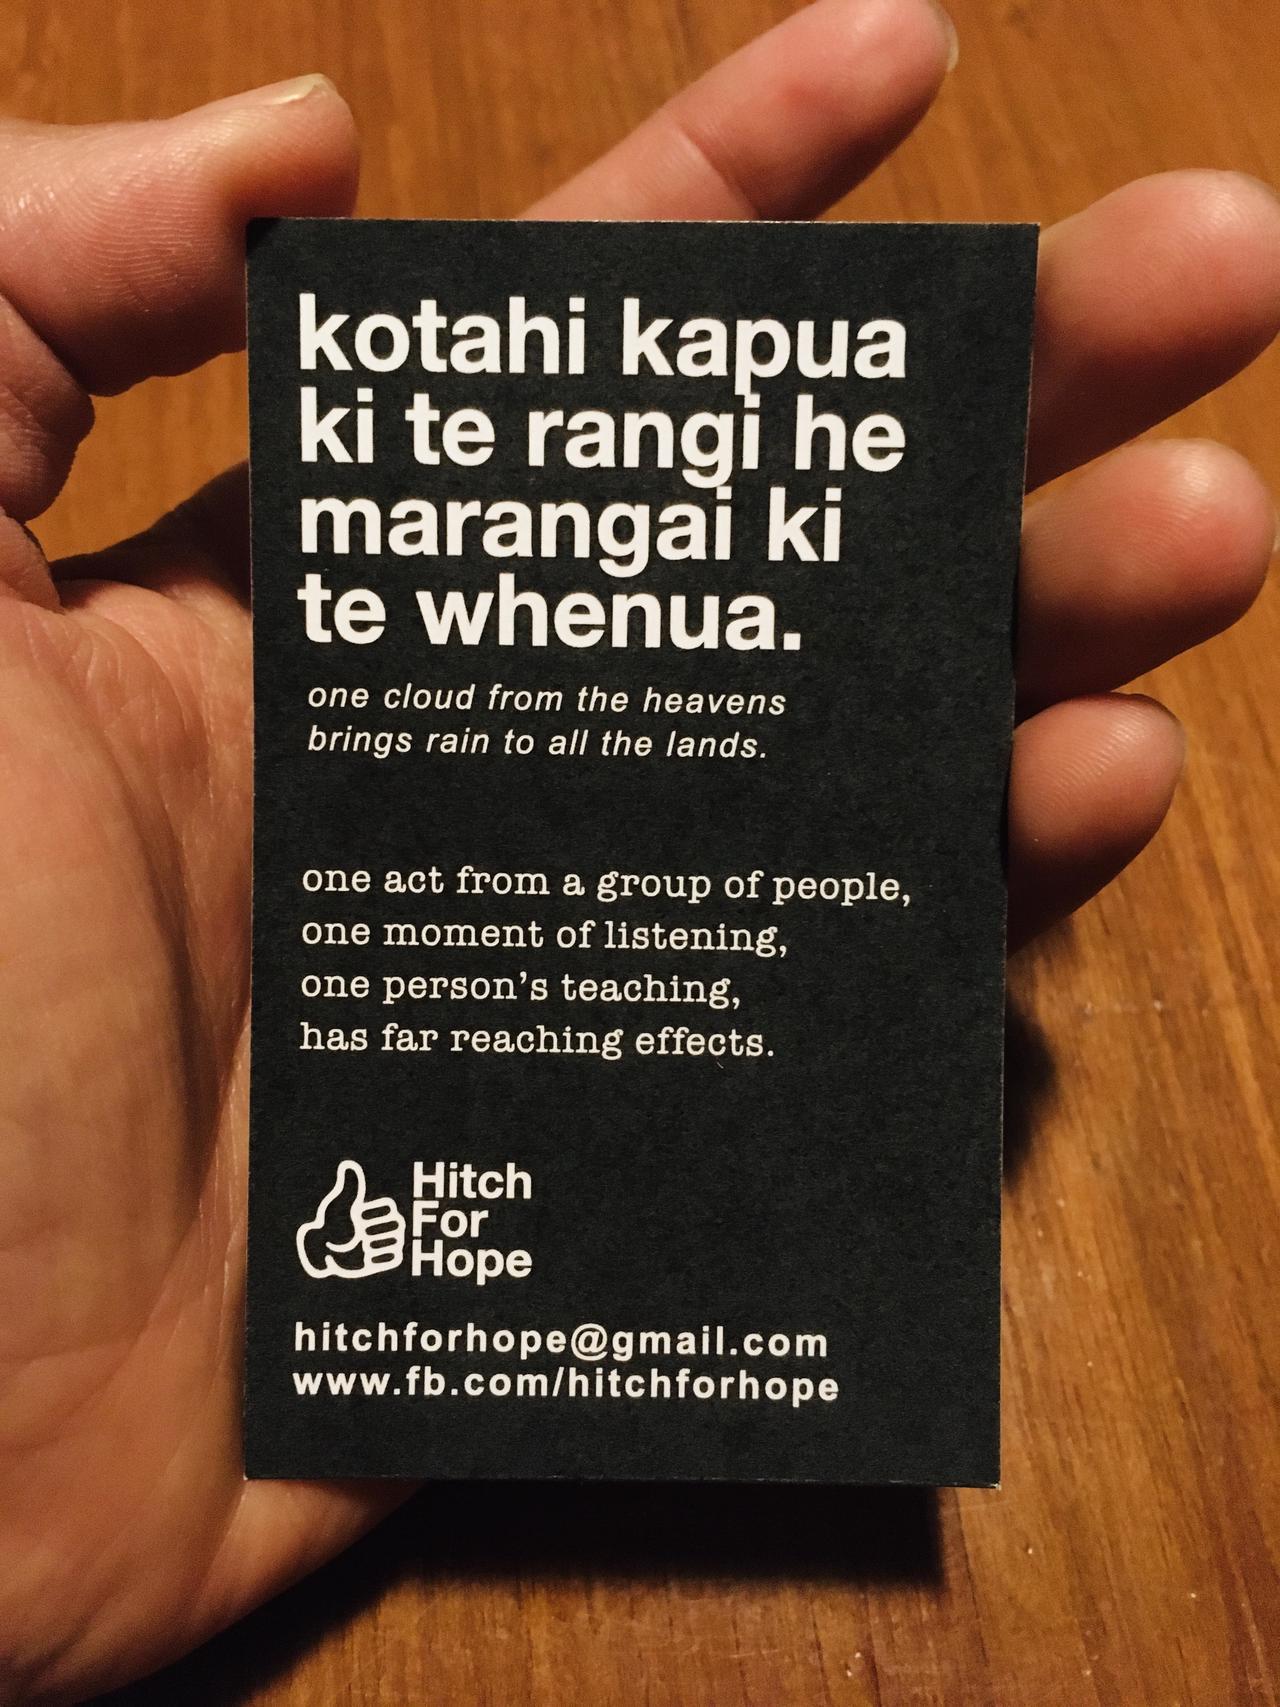 kotahi kapua
ki te rangi he
marangai ki
te whenua.
one cloud from the heavens
brings rain to all the lands.
one act from a group of people,
one moment of listening,
one person's teaching,
has far reaching effects.
Hitch
For
Hope
hitchforhope@gmail.com
www.fb.com/hitchforhope